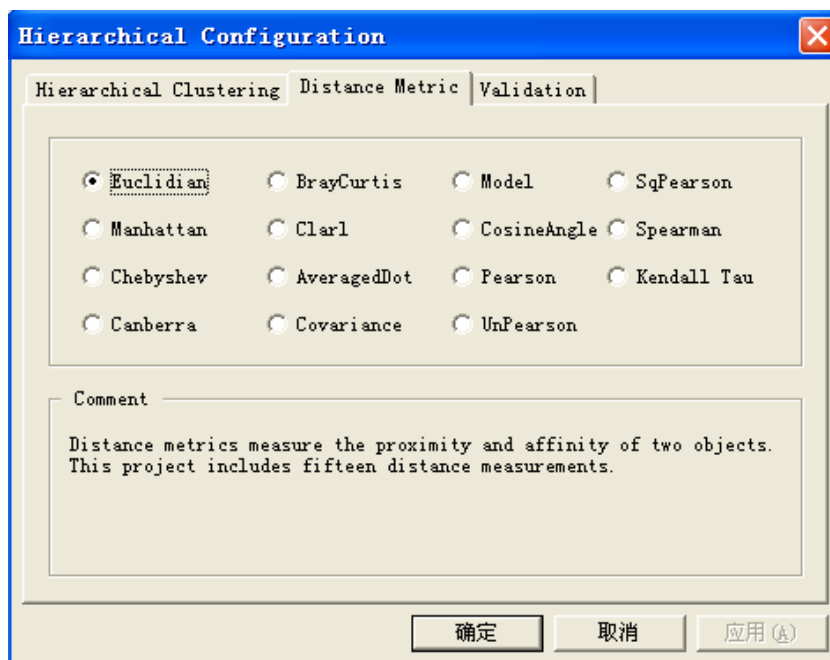 Hierarchical Configuration
Hierarchical Clustering Distance Metric Validation
Euclidian BrayCurtis Model SqPearson
Manhattan Clarl CosineAngle Spearman
Chebyshev AveragedDot Pearson Kendall Tau
Canberra Covariance UnPearson
Comment
Distance metrics measure the proximity and affinity of two objects.
This project includes fifteen distance measurements.
确定 取消 应用(A)